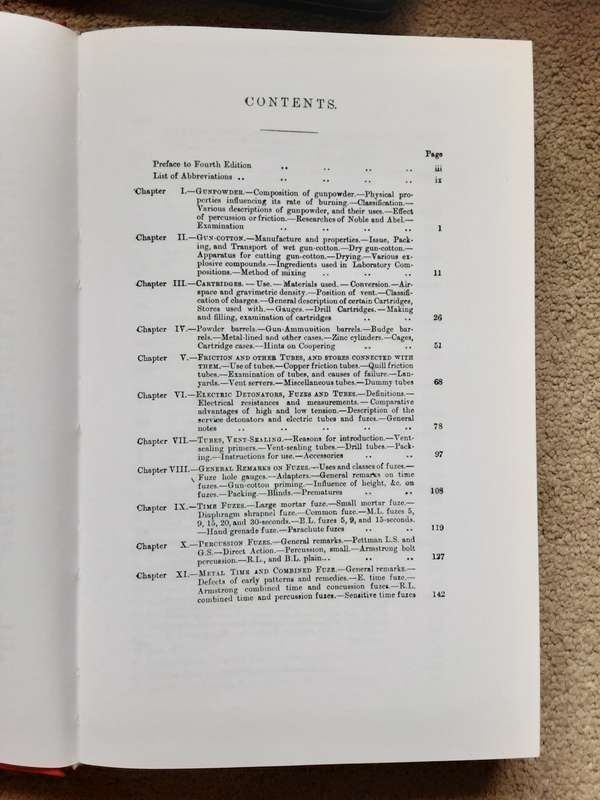 CONTENTS.
Page
Preface to Fourth Edition .. .. .. .. iii
List of Abbreviations .. .. .. .. .. ix
Chapter I.—GUNPOWDER.—Composition of gunpowder.—Physical pro-
perties influencing its rate of burning.—Classification.—
Various descriptions of gunpowder, and their uses.—Effect
of percussion or friction.—Researches of Noble and Abel.—
Examination .. .. .. .. .. 1
Chapter II.—GUN-COTTON.—Manufacture and properties.—Issue, Pack-
ing, and Transport of wet gun-cotton.—Dry gun-cotton.—
Apparatus for cutting gun-cotton.—Drying.—Various ex-
plosive compounds.—Ingredients used in Laboratory Com-
positions.—Method of mixing .. .. .. 11
Chapter III.—CARTRIDGES.—Use.—Materials used.—Conversion.—Air-
space and gravimetric density.—Position of vent.—Classifi-
cation of charges.—General description of certain Cartridges,
Stores used with.—Gauges.—Drill Cartridges.—Making
and filling, examination of cartridges .. .. 26
Chapter IV.—Powder barrels.—Gun-Ammunition barrels.—Budge bar-
rels.—Metal-lined and other cases.—Zinc cylinders.—Cages,
Cartridge cases.—Hints on Coopering .. .. 51
Chapter V.—FRICTION AND OTHER TUBES, AND STORES CONNECTED WITH
THEM.—Use of tubes.—Copper friction tubes.—Quill friction
tubes.—Examination of tubes, and causes of failure.—Lan-
yards.—Vent servers.—Miscellaneous tubes.—Dummy tubes 68
Chapter VI.—ELECTRIC DETONATORS, FUZES AND TUBES.—Definitions.—
Electrical resistances and measurements.—Comparative
advantages of high and low tension.—Description of the
service detonators and electric tubes and fuzes.—General
notes .. .. .. .. .. 78
Chapter VII.—TUBES, VENT-SEALING.—Reasons for introduction.—Vent-
sealing primers.—Vent-sealing tubes.—Drill tubes.—Pack-
ing.—Instructions for use.—Accessories .. .. 97
Chapter VIII.—GENERAL REMARKS ON FUZES.—Uses and classes of fuzes.—
Fuze hole gauges.—Adapters.—General remarks on time
fuzes.—Gun-cotton priming.—Influence of height, &c. on
fuzes.—Packing.—Blinds.—Prematures .. .. 108
Chapter IX.—TIME FUZES.—Large mortar fuze.—Small mortar fuze.—
Diaphragm shrapnel fuze.—Common fuze.—M.L. fuzes 5,
9, 15, 20, and 30-seconds.—B.L. fuzes 5, 9, and 15-seconds.
—Hand grenade fuze.—Parachute fuzes .. .. 119
Chapter X.—PERCUSSION FUZES.—General remarks.—Pettman L.S. and
G.S.—Direct Action.—Percussion, small.—Armstrong bolt
percussion.—R.L., and B.L. plain... .. .. 127
Chapter XI.—METAL TIME AND COMBINED FUZE.—General remarks.—
Defects of early patterns and remedies.—E. time fuze.—
Armstrong combined time and concussion fuzes.—R.L.
combined time and percussion fuzes.—Sensitive time fuzes 142